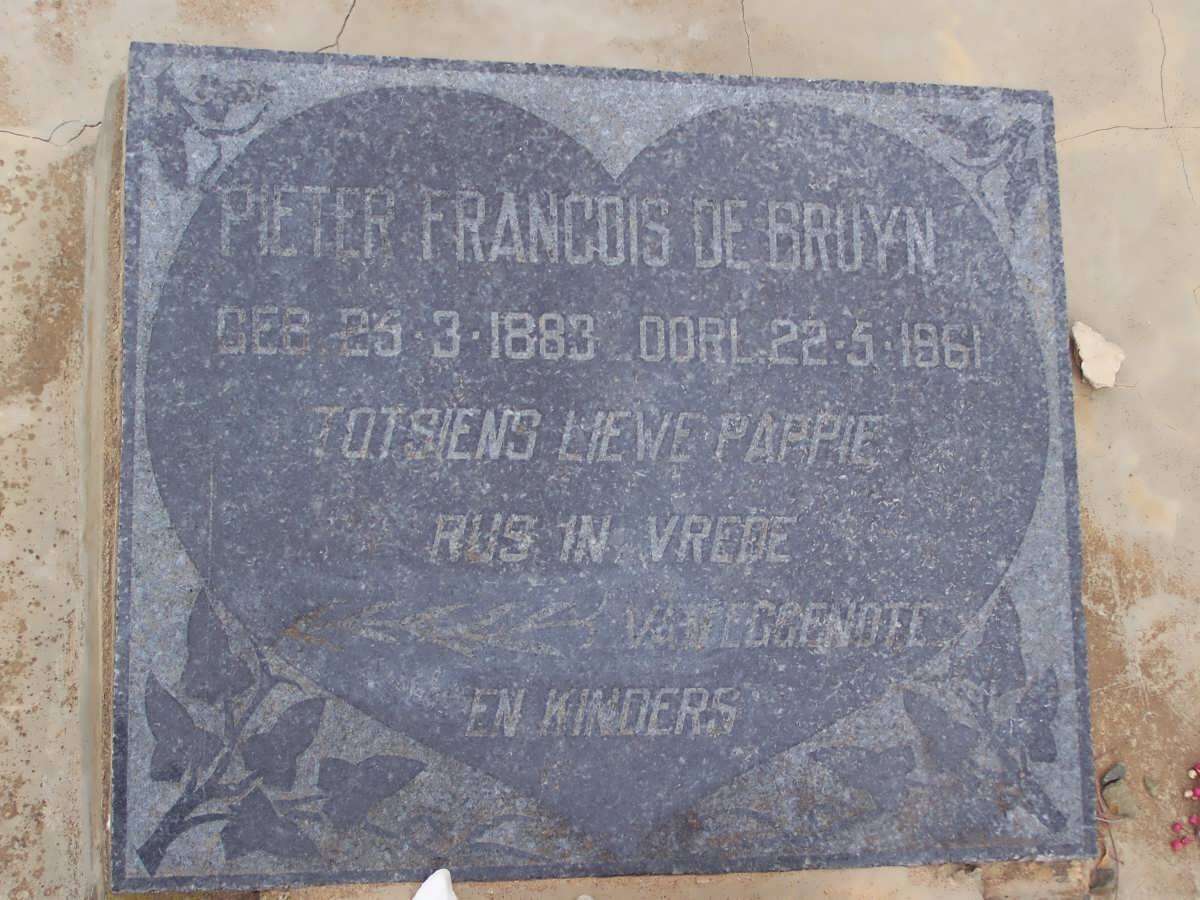 PIETER FRANCOIS DE BRUYN
GEB. 25·3·1883 OORL. 22·5·1961
TOTSIENS LIEWE PAPPIE
RUS IN VREDE
VAN EGGENOTE
EN KINDERS